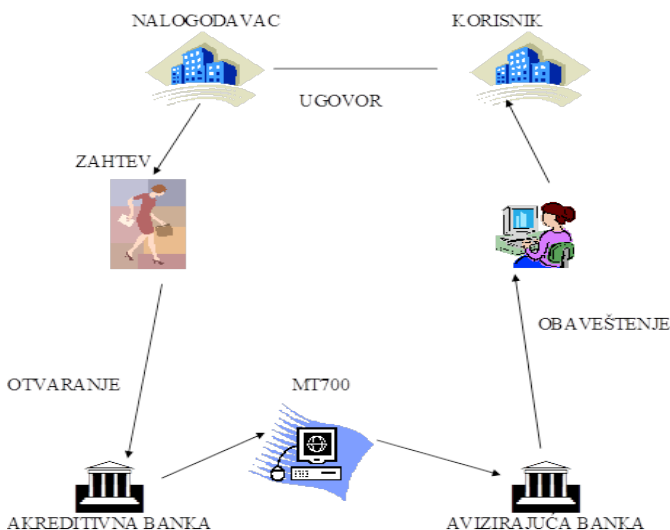 NALOGODAVAC
KORISNIK
UGOVOR
ZAHTEV
OBAVEŠTENJE
OTVARANJE
MT700
AKREDITIVNA BANKA
AVIZIRAJUĆA BANKA